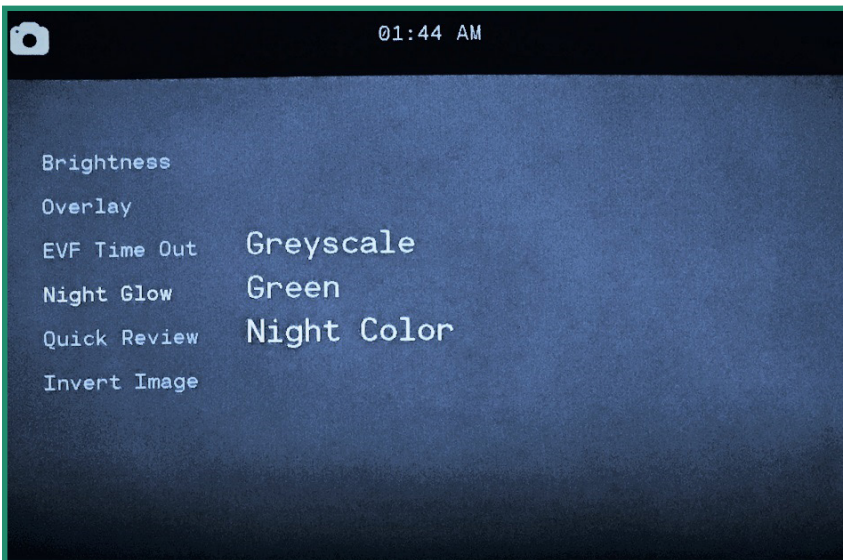 01:44 AM
Brightness
Overlay
EVF Time Out
Greyscale
Night Glow
Green
Quick Review
Night Color
Invert Image